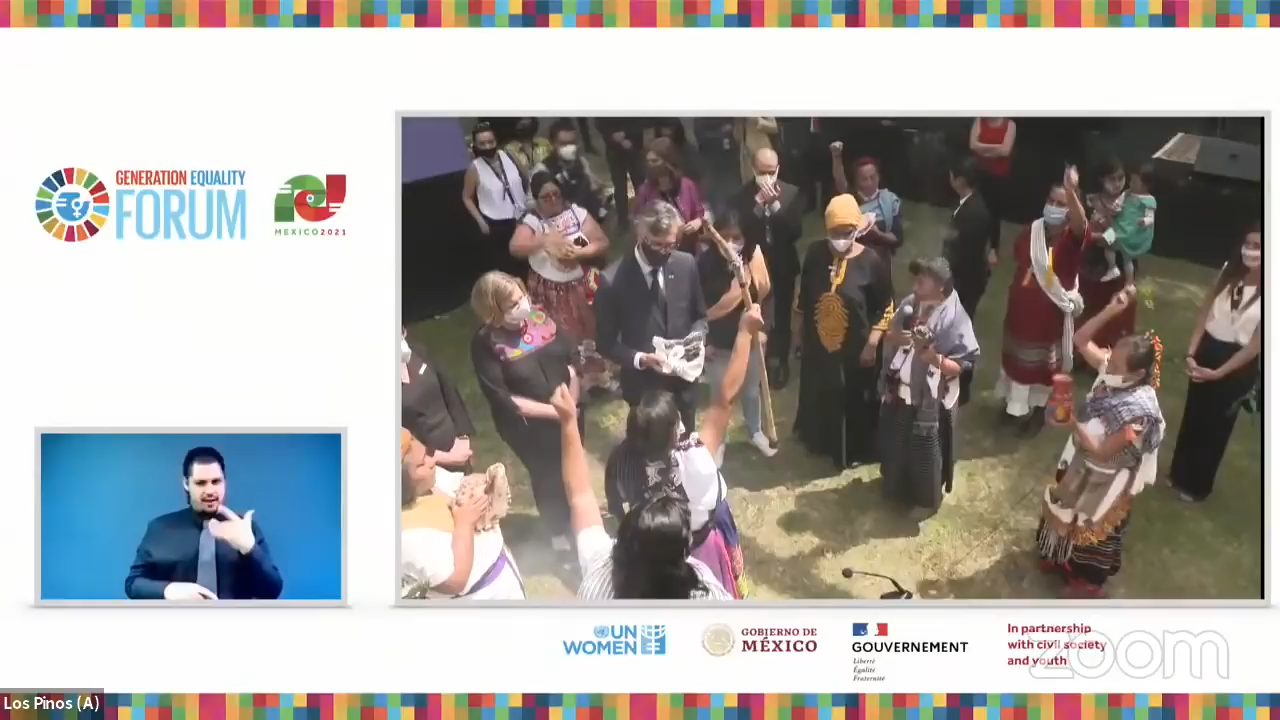 GENERATION EQUALITY
FORUM
MEXICO2021
UN
WOMEN
GOBIERNO DE
MÉXICO
GOUVERNEMENT
Liberté
Égalité
Fraternité
In partnership
with civil society
and youth
zoom
Los Pinos (A)